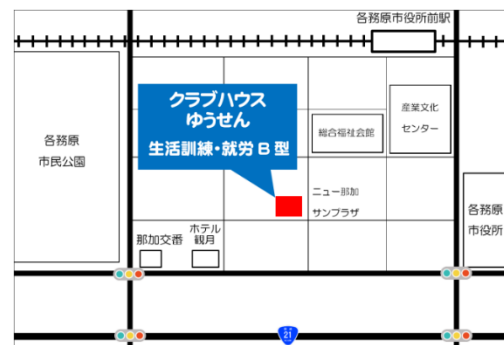 各務原市役所前駅
クラブハウス
ゆうせん
生活訓練・就労B型
産業文化
センター
総合福祉会館
各務原
市民公園
ニュー那加
サンプラザ
各務原
市役所
ホテル
観月
那加交番
21